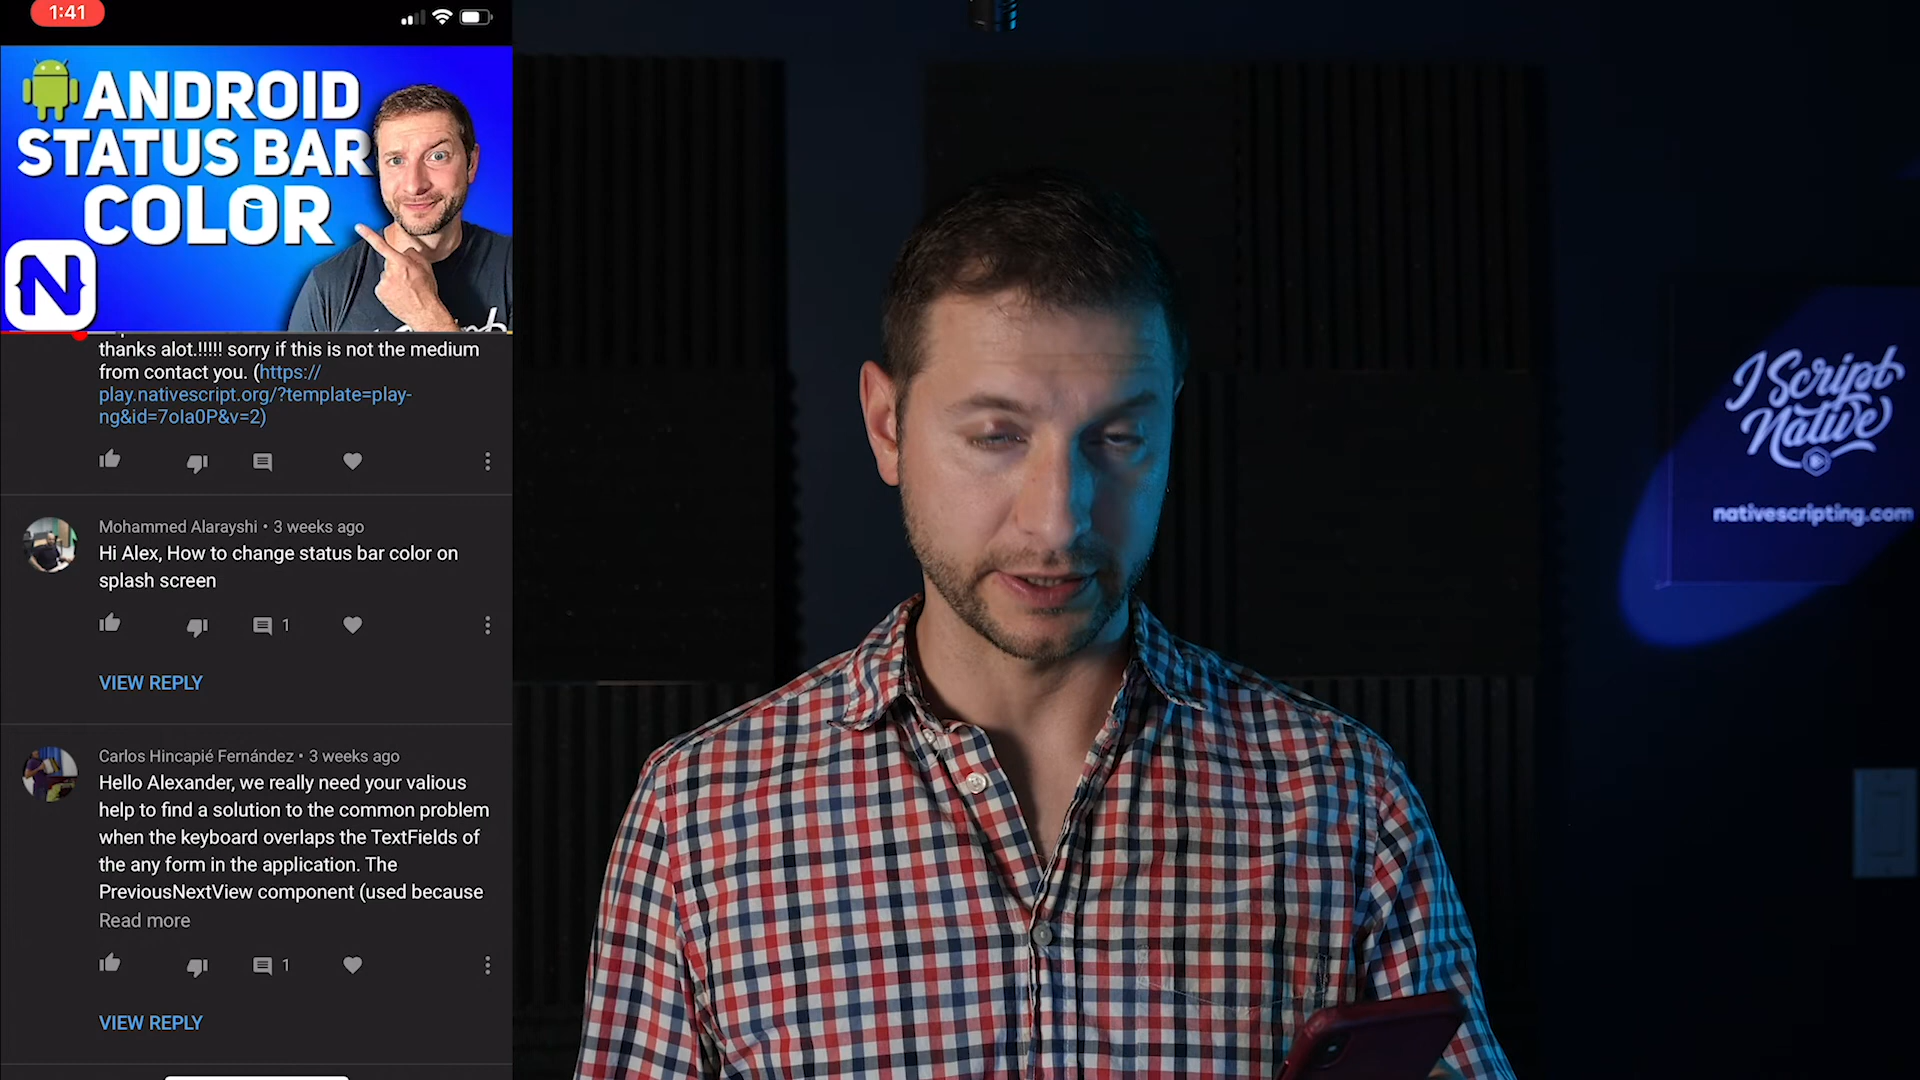 1:41
ANDROID
STATUS BAR
COLOR
N
thanks alot.!!!!! sorry if this is not the medium
from contact you. (https://
play.nativescript.org/?template=play-
ng&id=7oIa0P&v=2)
Mohammed Alarayshi • 3 weeks ago
Hi Alex, How to change status bar color on
splash screen
1
VIEW REPLY
Carlos Hincapié Fernández • 3 weeks ago
Hello Alexander, we really need your valious
help to find a solution to the common problem
when the keyboard overlaps the TextFields of
the any form in the application. The
PreviousNextView component (used because
Read more
1
VIEW REPLY
I Script
Native
nativescripting.com